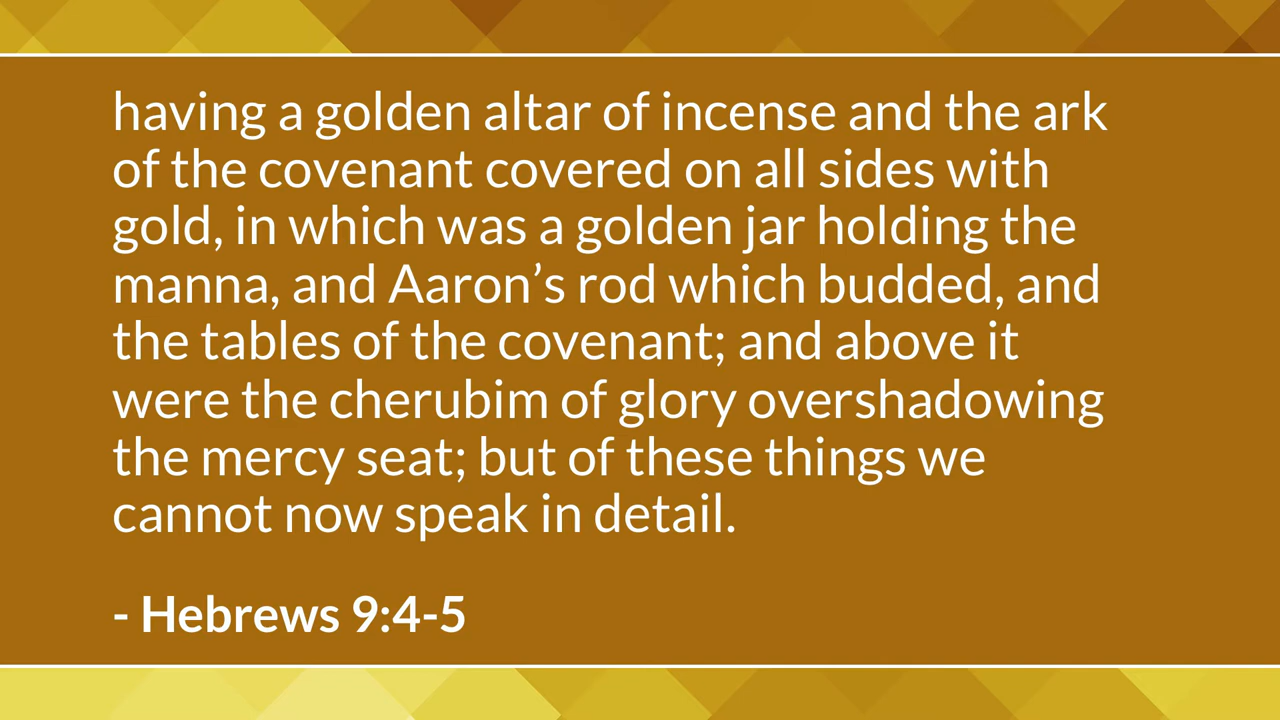 having a golden altar of incense and the ark
of the covenant covered on all sides with
gold, in which was a golden jar holding the
manna, and Aaron’s rod which budded, and
the tables of the covenant; and above it
were the cherubim of glory overshadowing
the mercy seat; but of these things we
cannot now speak in detail.
- Hebrews 9:4-5